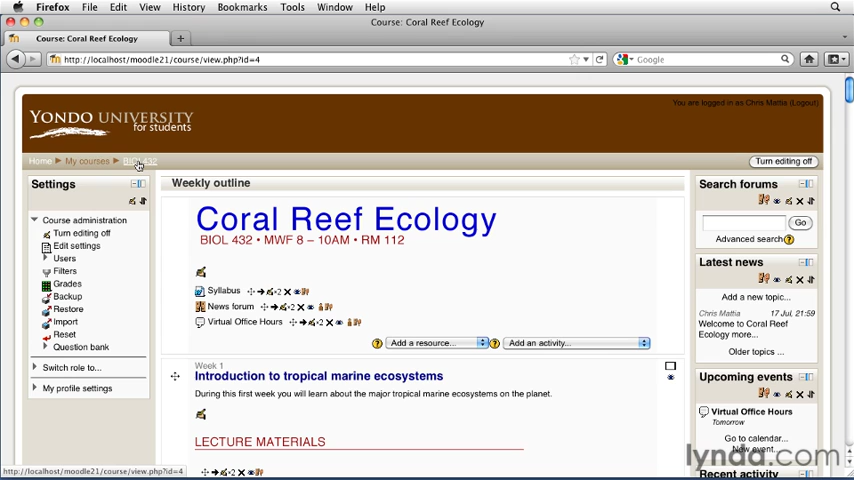 Firefox File Edit View History Bookmarks Tools Window Help
Course: Coral Reef Ecology
Course: Coral Reef Ecology
http://localhost/moodle21/course/view.php?id=4
Google
You are logged in as Chris Mattia (Logout)
YONDO UNIVERSITY
for students
Home ► My courses ► BIOL 432
Turn editing off
Settings
Course administration
Turn editing off
Edit settings
Users
Filters
Grades
Backup
Restore
Import
Reset
Question bank
Switch role to...
My profile settings
Weekly outline
Coral Reef Ecology
BIOL 432 • MWF 8 – 10AM • RM 112
Syllabus
News forum
Virtual Office Hours
Add a resource...
Add an activity...
Week 1
Introduction to tropical marine ecosystems
During this first week you will learn about the major tropical marine ecosystems on the planet.
LECTURE MATERIALS
Search forums
Go
Advanced search
Latest news
Add a new topic...
Chris Mattia 17 Jul, 21:59
Welcome to Coral Reef Ecology more...
Older topics ...
Upcoming events
Virtual Office Hours
Tomorrow
Go to calendar...
New event...
Recent activity
http://localhost/moodle21/course/view.php?id=4
lynda.com